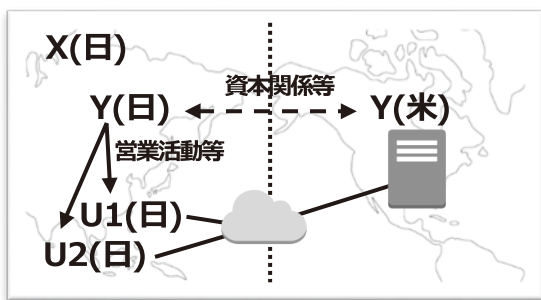 X(日)
資本関係等
Y(日)
Y(米)
営業活動等
U1(日)
U2(日)